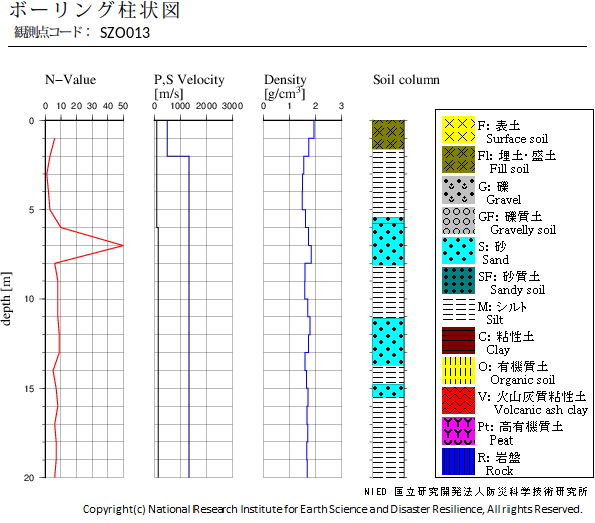 ボーリング柱状図
観測点コード： SZO013
N−Value P,S Velocity Density Soil column
[m/s] [g/cm3]
0 10 20 30 40 50 0 1000 2000 3000 0 1 2 3
0
5
10
15
20
depth [m]
F: 表土
Surface soil
Fl: 埋土・盛土
Fill soil
G: 礫
Gravel
GF: 礫質土
Gravelly soil
S: 砂
Sand
SF: 砂質土
Sandy soil
M: シルト
Silt
C: 粘性土
Clay
O: 有機質土
Organic soil
V: 火山灰質粘性土
Volcanic ash clay
Pt: 高有機質土
Peat
R: 岩盤
Rock
NIED 国立研究開発法人防災科学技術研究所
Copyright(c) National Research Institute for Earth Science and Disaster Resilience, All rights Reserved.